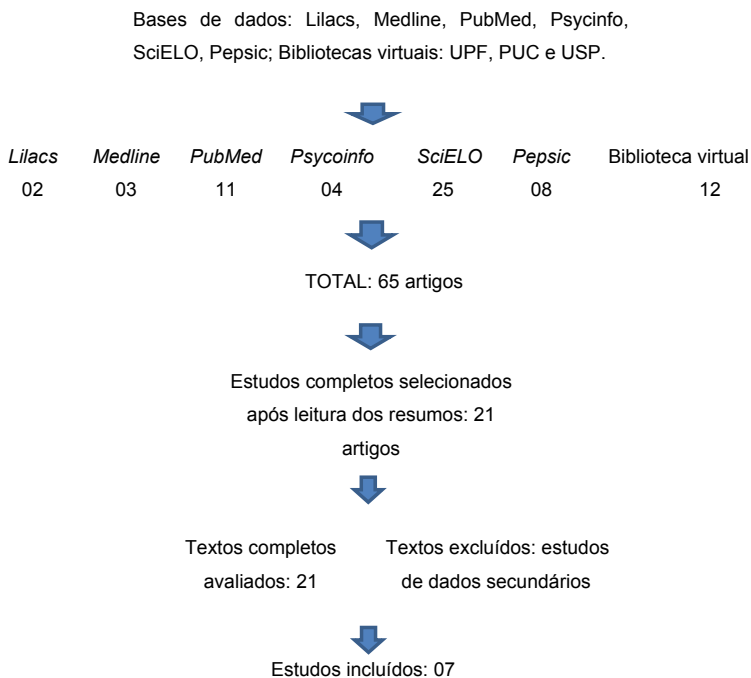 Bases de dados: Lilacs, Medline, PubMed, Psycinfo,
SciELO, Pepsic; Bibliotecas virtuais: UPF, PUC e USP.
Lilacs Medline PubMed Psycoinfo SciELO Pepsic Biblioteca virtual
02 03 11 04 25 08 12
TOTAL: 65 artigos
Estudos completos selecionados
após leitura dos resumos: 21
artigos
Textos completos
avaliados: 21
Textos excluídos: estudos
de dados secundários
Estudos incluídos: 07